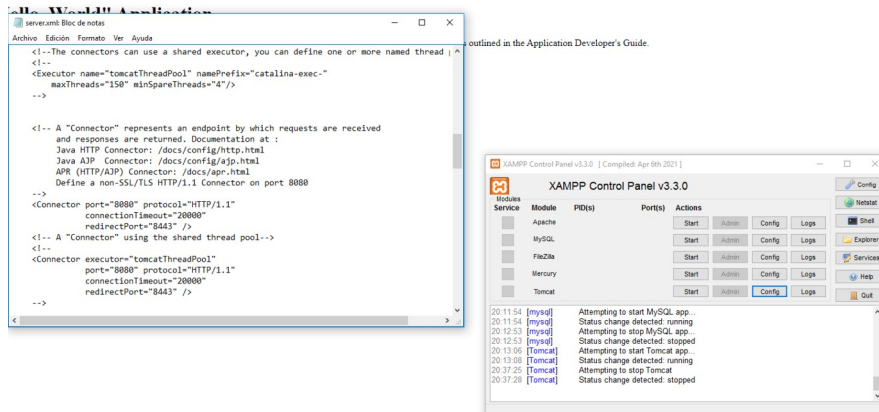 Hello, World!" Application
s outlined in the Application Developer's Guide.
server.xml: Bloc de notas
Archivo Edición Formato Ver Ayuda
<!--The connectors can use a shared executor, you can define one or more named thread
<!--
<Executor name="tomcatThreadPool" namePrefix="catalina-exec-"
maxThreads="150" minSpareThreads="4"/>
-->
<!-- A "Connector" represents an endpoint by which requests are received
and responses are returned. Documentation at :
Java HTTP Connector: /docs/config/http.html
Java AJP  Connector: /docs/config/ajp.html
APR (HTTP/AJP) Connector: /docs/apr.html
Define a non-SSL/TLS HTTP/1.1 Connector on port 8080
-->
<Connector port="8080" protocol="HTTP/1.1"
connectionTimeout="20000"
redirectPort="8443" />
<!-- A "Connector" using the shared thread pool-->
<!--
<Connector executor="tomcatThreadPool"
port="8080" protocol="HTTP/1.1"
connectionTimeout="20000"
redirectPort="8443" />
-->
XAMPP Control Panel v3.3.0 [ Compiled: Apr 6th 2021 ]
XAMPP Control Panel v3.3.0
Config
Modules
Service Module PID(s) Port(s) Actions
Netstat
Apache Start Admin Config Logs
Shell
MySQL Start Admin Config Logs
Explorer
FileZilla Start Admin Config Logs
Services
Mercury Start Admin Config Logs
Help
Tomcat Start Admin Config Logs
Quit
20:11:54 [mysql] Attempting to start MySQL app...
20:11:54 [mysql] Status change detected: running
20:12:53 [mysql] Attempting to stop MySQL app...
20:12:53 [mysql] Status change detected: stopped
20:13:06 [Tomcat] Attempting to start Tomcat app...
20:13:08 [Tomcat] Status change detected: running
20:37:25 [Tomcat] Attempting to stop Tomcat
20:37:28 [Tomcat] Status change detected: stopped